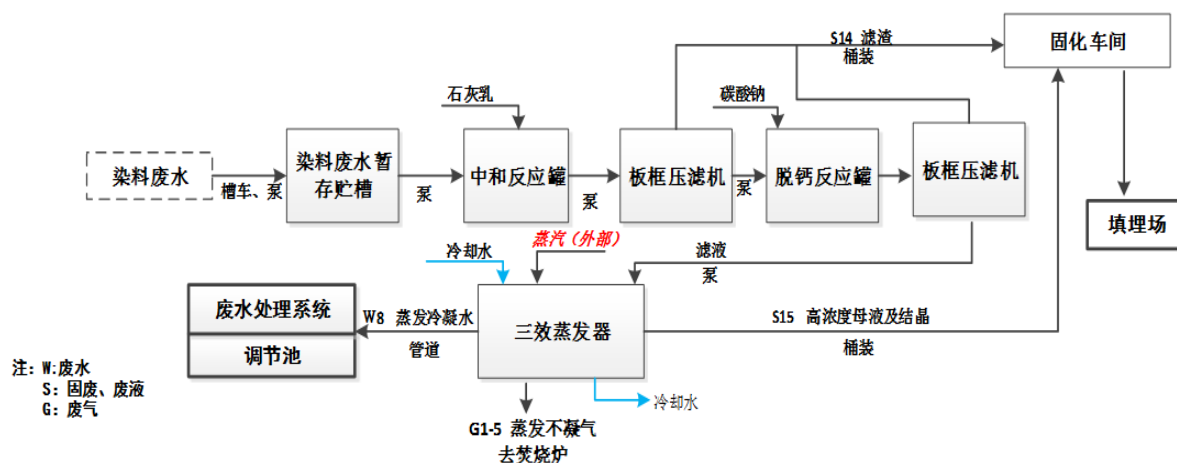 S14 滤渣
桶装
固化车间
石灰乳
碳酸钠
染料废水
槽车、泵
染料废水暂
存贮槽
泵
中和反应罐
泵
板框压滤机
泵
脱钙反应罐
板框压滤机
填埋场
蒸汽（外部）
冷却水
滤液
泵
废水处理系统
调节池
W8 蒸发冷凝水
管道
三效蒸发器
S15 高浓度母液及结晶
桶装
冷却水
G1-5 蒸发不凝气
去焚烧炉
注：W:废水
S：固废、废液
G：废气